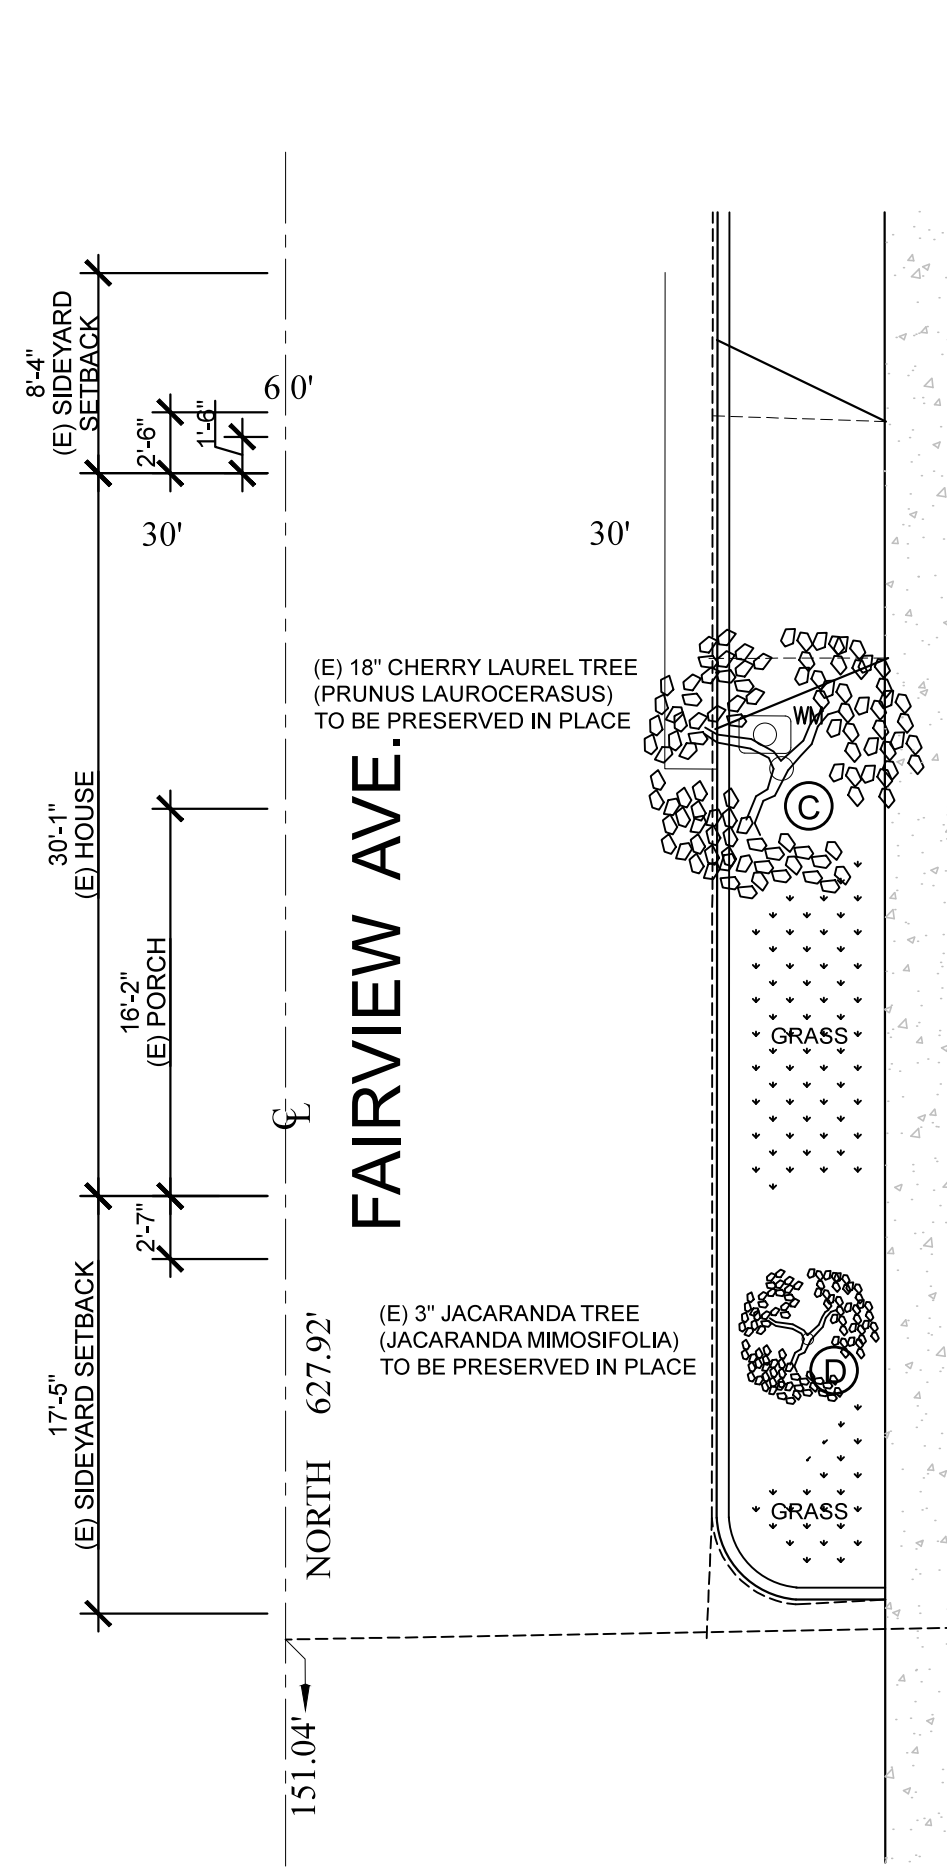 8'-4"
(E) SIDEYARD
SETBACK
2'-6"
1'-6"
60'
30'
30'
(E) 18" CHERRY LAUREL TREE
(PRUNUS LAUROCERASUS)
TO BE PRESERVED IN PLACE
WM
C
30'-1"
(E) HOUSE
16'-2"
(E) PORCH
FAIRVIEW AVE.
GRASS
CL
2'-7"
17'-5"
(E) SIDEYARD SETBACK
NORTH 627.92'
(E) 3" JACARANDA TREE
(JACARANDA MIMOSIFOLIA)
TO BE PRESERVED IN PLACE
D
GRASS
151.04'